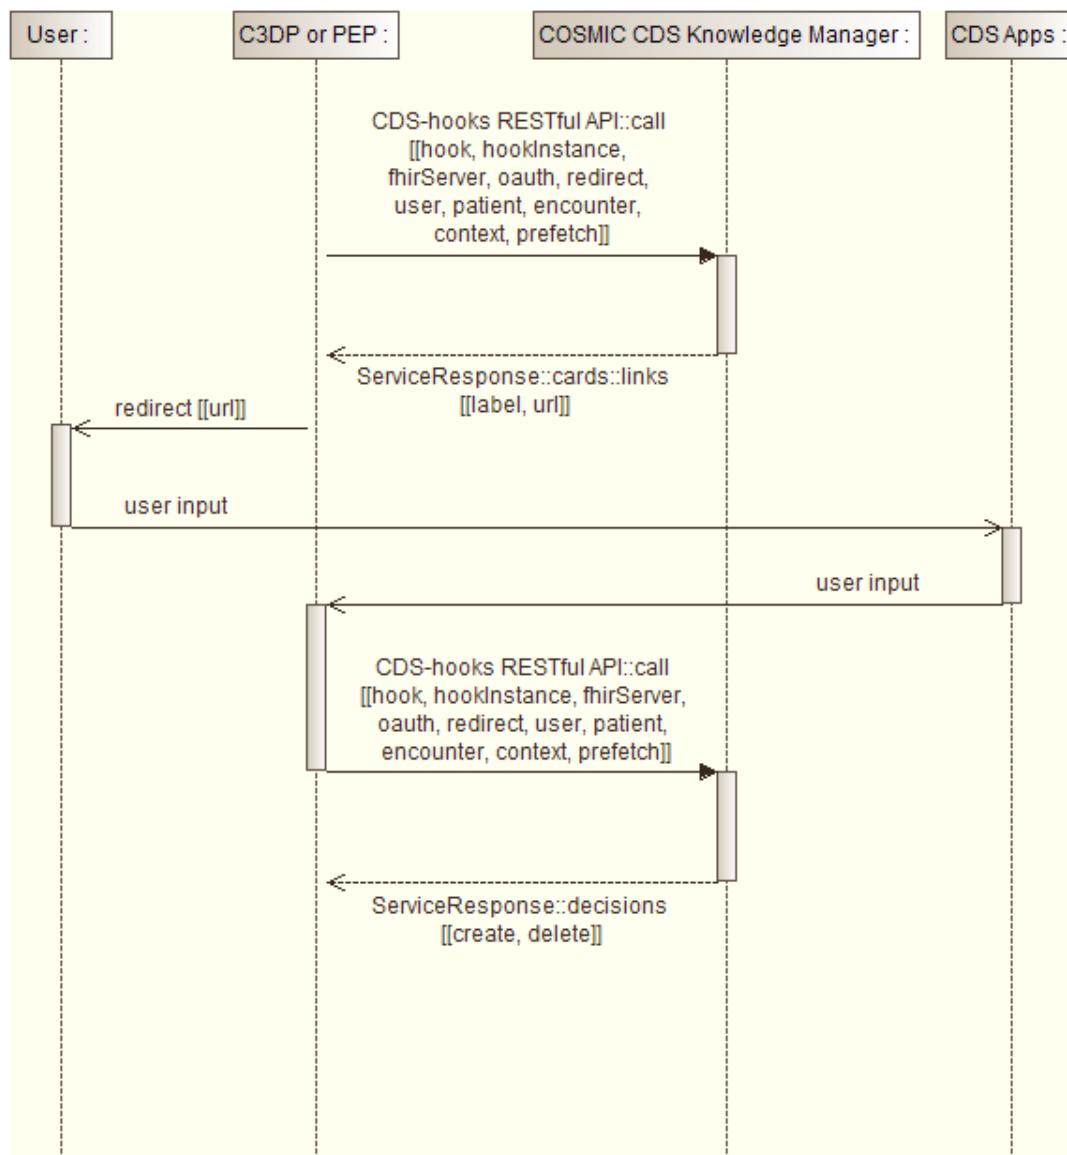 User :
C3DP or PEP :
COSMIC CDS Knowledge Manager :
CDS Apps :
CDS-hooks RESTful API::call
[[hook, hookInstance,
fhirServer, oauth, redirect,
user, patient, encounter,
context, prefetch]]
ServiceResponse::cards::links
[[label, url]]
redirect [[url]]
user input
user input
CDS-hooks RESTful API::call
[[hook, hookInstance, fhirServer,
oauth, redirect, user, patient,
encounter, context, prefetch]]
ServiceResponse::decisions
[[create, delete]]